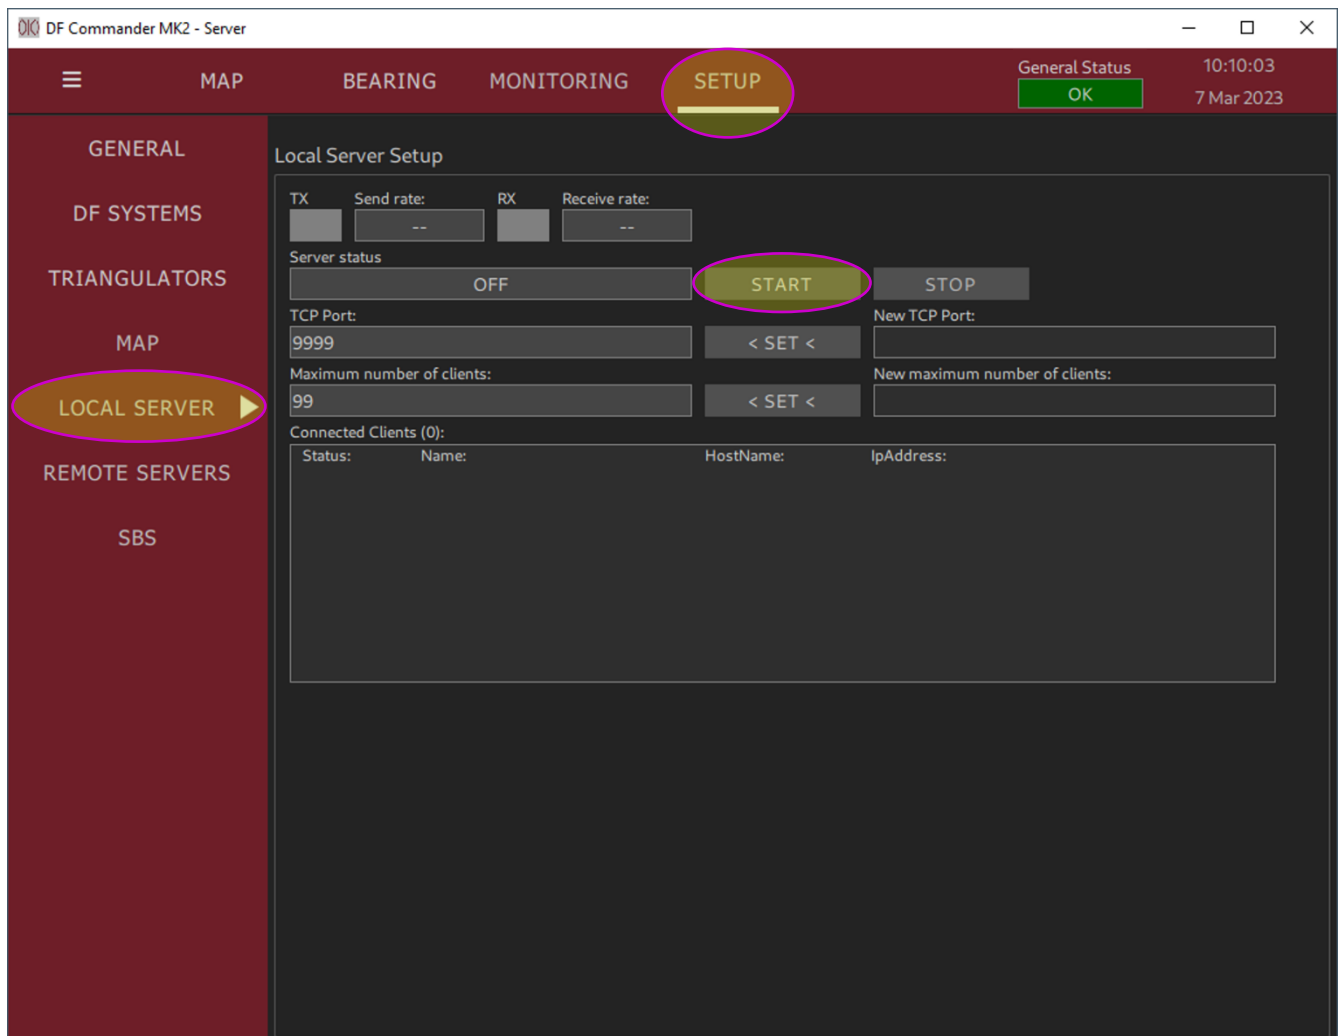 DF Commander MK2 - Server
MAP BEARING MONITORING SETUP General Status 10:10:03
OK 7 Mar 2023
GENERAL
DF SYSTEMS
TRIANGULATORS
MAP
LOCAL SERVER
REMOTE SERVERS
SBS
Local Server Setup
TX Send rate: RX Receive rate:
-- --
Server status
OFF START STOP
TCP Port: New TCP Port:
9999 < SET <
Maximum number of clients: New maximum number of clients:
99 < SET <
Connected Clients (0):
Status: Name: HostName: IpAddress: